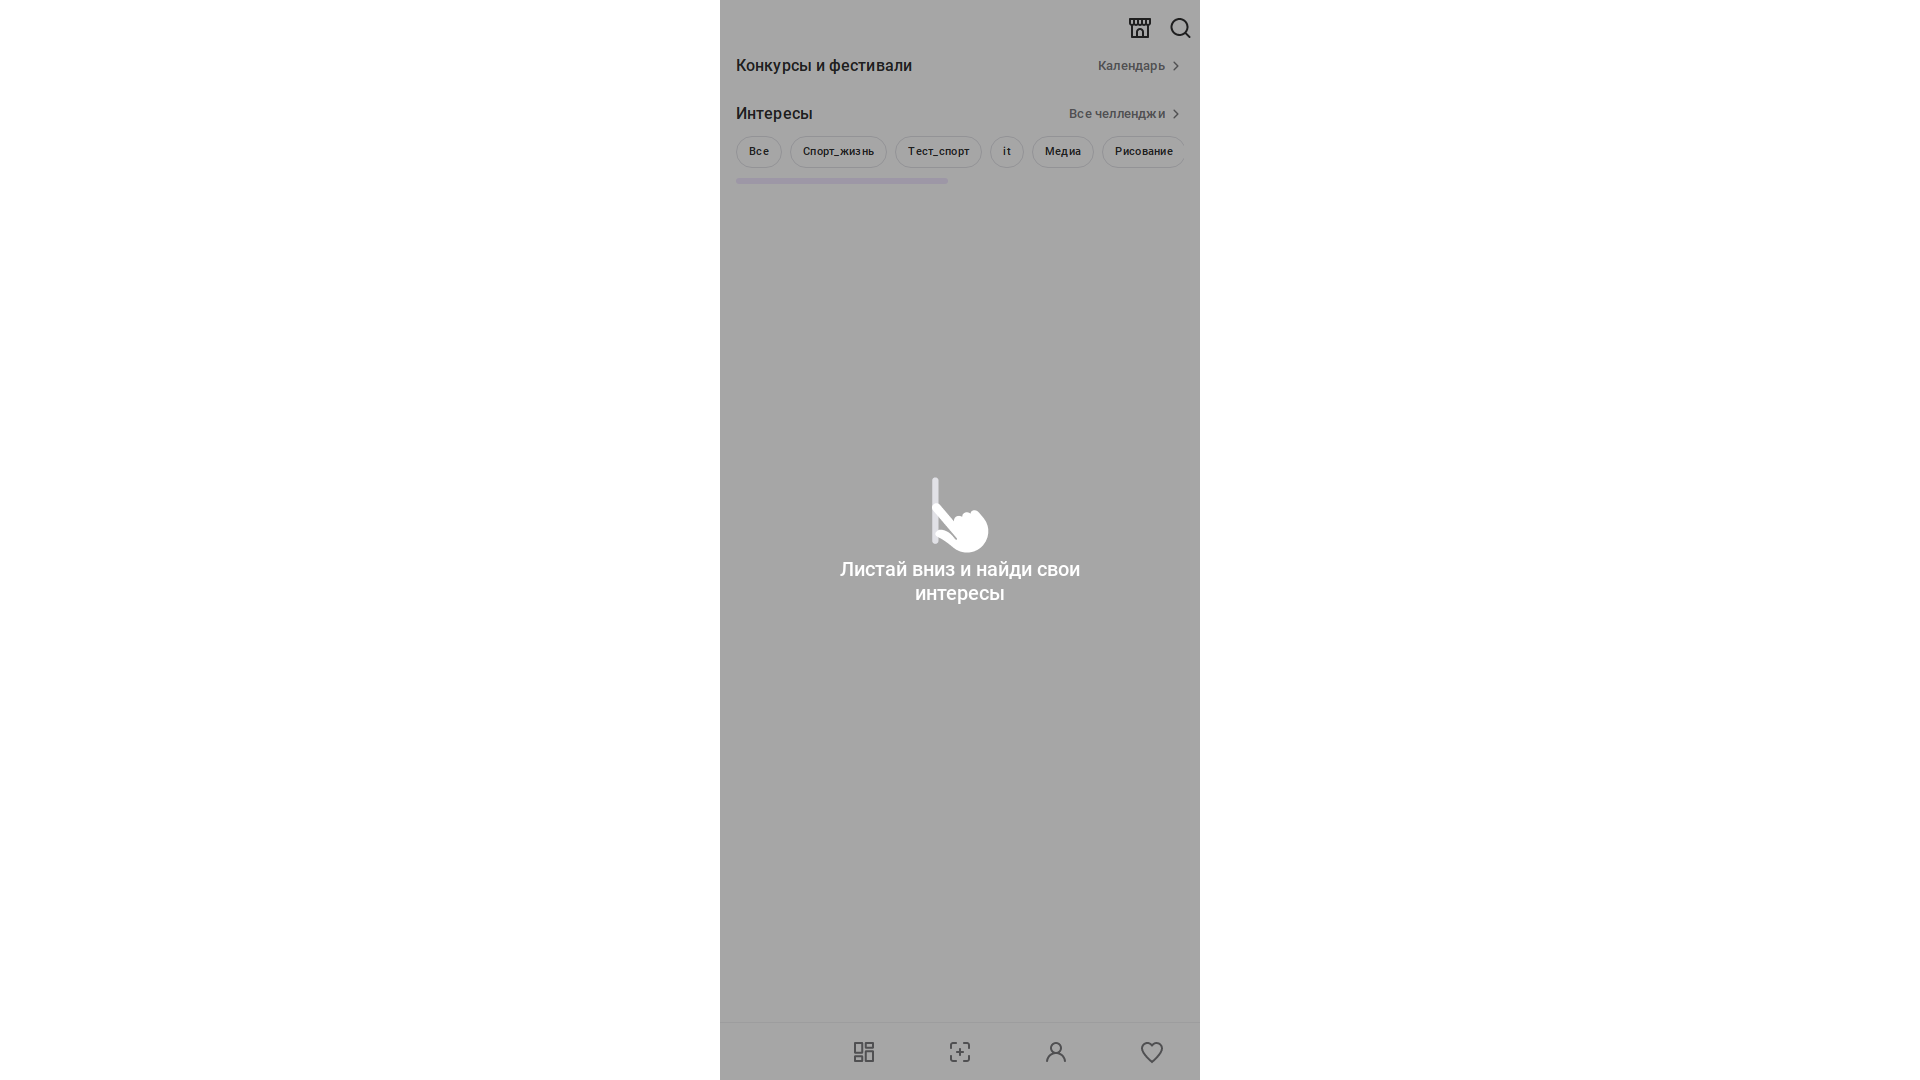 Конкурсы и фестивали
Календарь
Интересы
Все челленджи
Все
Спорт_жизнь
Тест_спорт
it
Медиа
Рисование
Листай вниз и найди свои
интересы